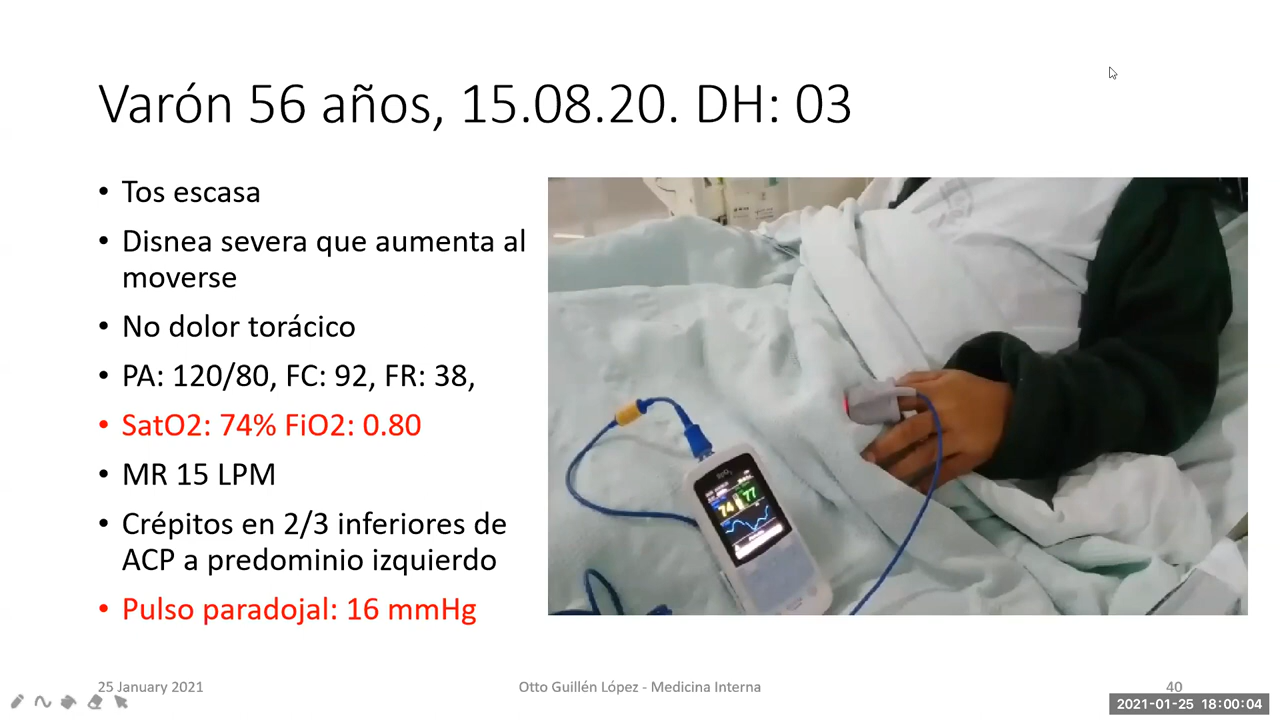 Varón 56 años, 15.08.20. DH: 03
• Tos escasa
• Disnea severa que aumenta al
moverse
• No dolor torácico
• PA: 120/80, FC: 92, FR: 38,
• SatO2: 74% FiO2: 0.80
• MR 15 LPM
• Crépitos en 2/3 inferiores de
ACP a predominio izquierdo
• Pulso paradojal: 16 mmHg
74 77
25 January 2021
Otto Guillén López - Medicina Interna
40
2021-01-25 18:00:04